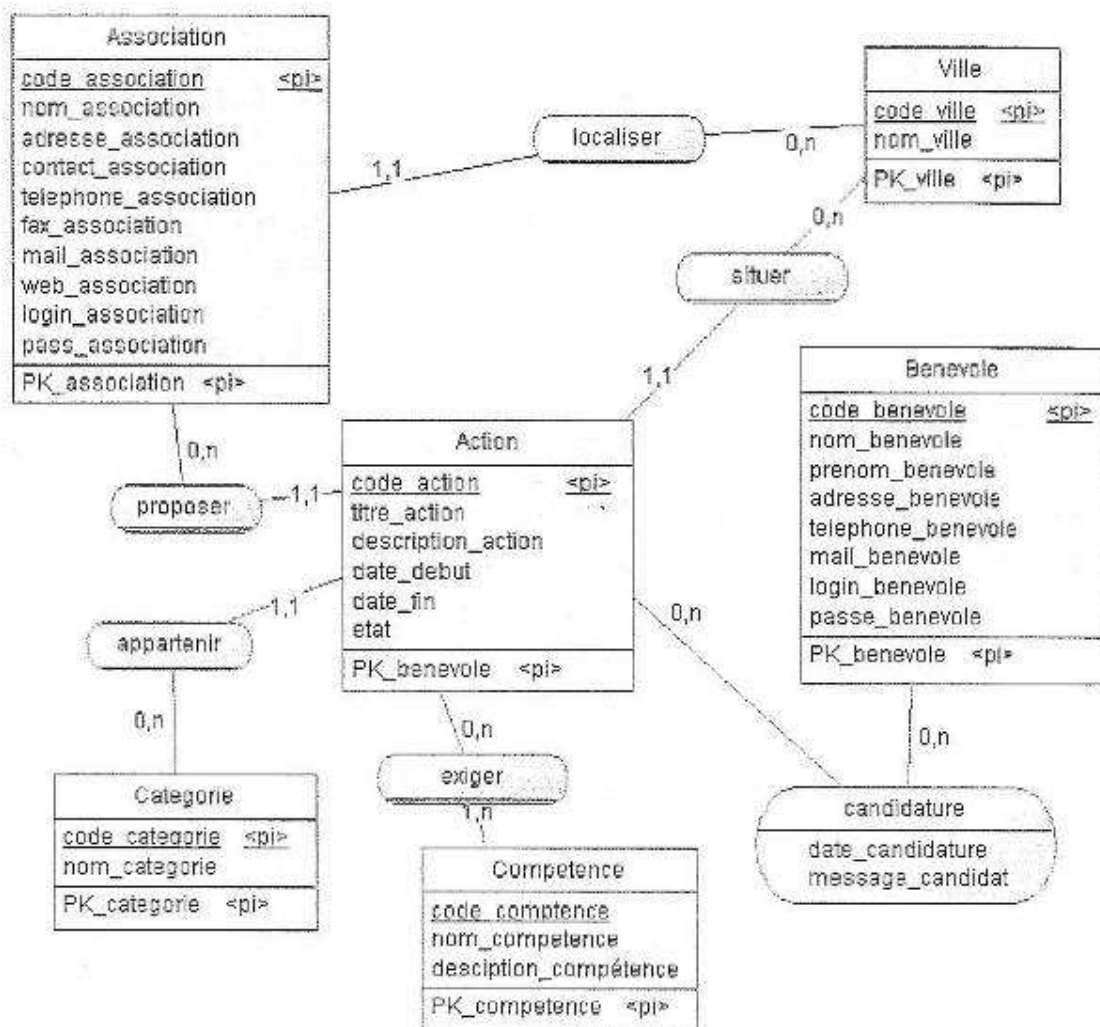 Association
code_association <pi>
nom_association
adresse_association
contact_association
telephone_association
fax_association
mail_association
web_association
login_association
pass_association
PK_association <pi>
Ville
code_ville <pi>
nom_ville
PK_ville <pi>
localiser
1,1
0,n
0,n
situer
1,1
Benevole
code_benevole <pi>
nom_benevole
prenom_benevole
adresse_benevole
telephone_benevole
mail_benevole
login_benevole
passe_benevole
PK_benevole <pi>
0,n
proposer
1,1
Action
code_action <pi>
titre_action
description_action
date_debut
date_fin
etat
PK_benevole <pi>
1,1
appartenir
0,n
0,n
0,n
0,n
exiger
1,n
Categorie
code_categorie <pi>
nom_categorie
PK_categorie <pi>
Competence
code_comptence
nom_competence
desciption_compétence
PK_competence <pi>
candidature
date_candidature
message_candidat